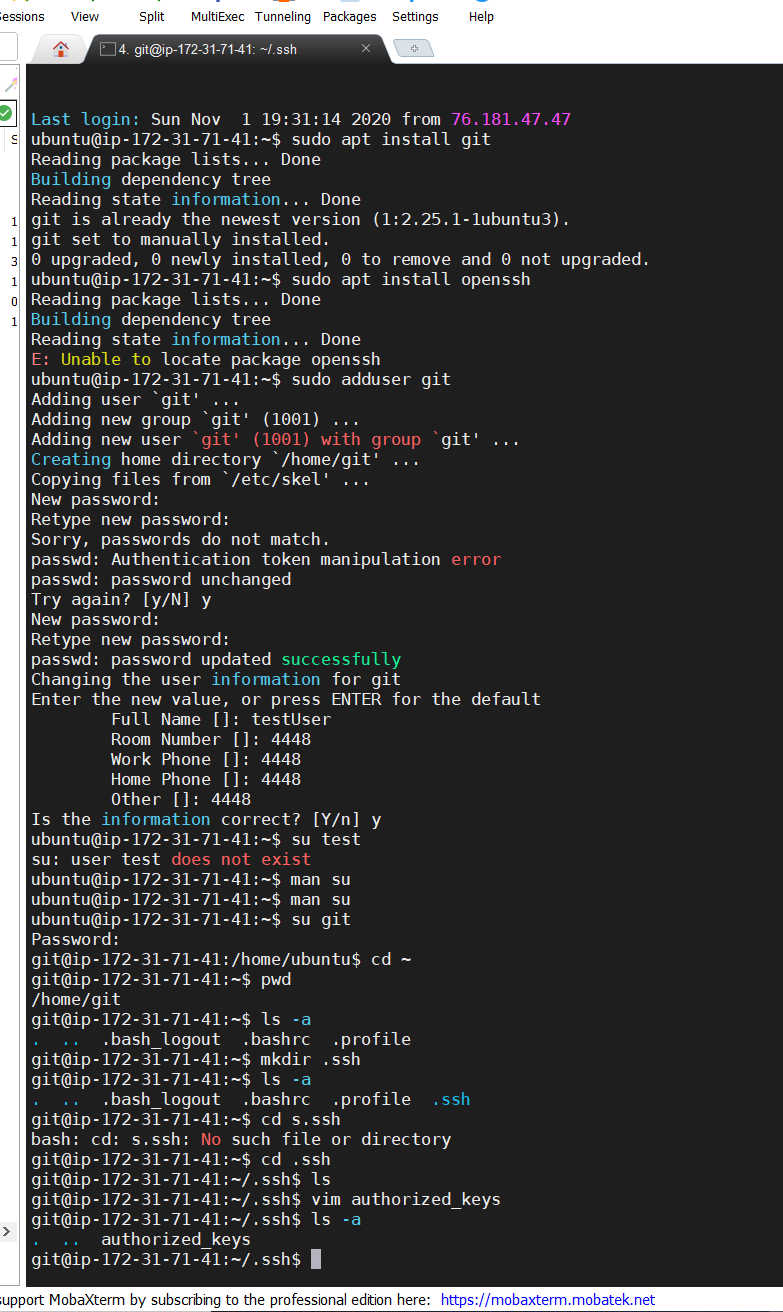 essions View Split MultiExec Tunneling Packages Settings Help
4. git@ip-172-31-71-41: ~/.ssh
S
1
1
3
1
0
1
Last login: Sun Nov  1 19:31:14 2020 from 76.181.47.47
ubuntu@ip-172-31-71-41:~$ sudo apt install git
Reading package lists... Done
Building dependency tree
Reading state information... Done
git is already the newest version (1:2.25.1-1ubuntu3).
git set to manually installed.
0 upgraded, 0 newly installed, 0 to remove and 0 not upgraded.
ubuntu@ip-172-31-71-41:~$ sudo apt install openssh
Reading package lists... Done
Building dependency tree
Reading state information... Done
E: Unable to locate package openssh
ubuntu@ip-172-31-71-41:~$ sudo adduser git
Adding user `git' ...
Adding new group `git' (1001) ...
Adding new user `git' (1001) with group `git' ...
Creating home directory `/home/git' ...
Copying files from `/etc/skel' ...
New password:
Retype new password:
Sorry, passwords do not match.
passwd: Authentication token manipulation error
passwd: password unchanged
Try again? [y/N] y
New password:
Retype new password:
passwd: password updated successfully
Changing the user information for git
Enter the new value, or press ENTER for the default
        Full Name []: testUser
        Room Number []: 4448
        Work Phone []: 4448
        Home Phone []: 4448
        Other []: 4448
Is the information correct? [Y/n] y
ubuntu@ip-172-31-71-41:~$ su test
su: user test does not exist
ubuntu@ip-172-31-71-41:~$ man su
ubuntu@ip-172-31-71-41:~$ man su
ubuntu@ip-172-31-71-41:~$ su git
Password:
git@ip-172-31-71-41:/home/ubuntu$ cd ~
git@ip-172-31-71-41:~$ pwd
/home/git
git@ip-172-31-71-41:~$ ls -a
.  ..  .bash_logout  .bashrc  .profile
git@ip-172-31-71-41:~$ mkdir .ssh
git@ip-172-31-71-41:~$ ls -a
.  ..  .bash_logout  .bashrc  .profile  .ssh
git@ip-172-31-71-41:~$ cd s.ssh
bash: cd: s.ssh: No such file or directory
git@ip-172-31-71-41:~$ cd .ssh
git@ip-172-31-71-41:~/.ssh$ ls
git@ip-172-31-71-41:~/.ssh$ vim authorized_keys
git@ip-172-31-71-41:~/.ssh$ ls -a
.  ..  authorized_keys
git@ip-172-31-71-41:~/.ssh$
support MobaXterm by subscribing to the professional edition here: https://mobaxterm.mobatek.net